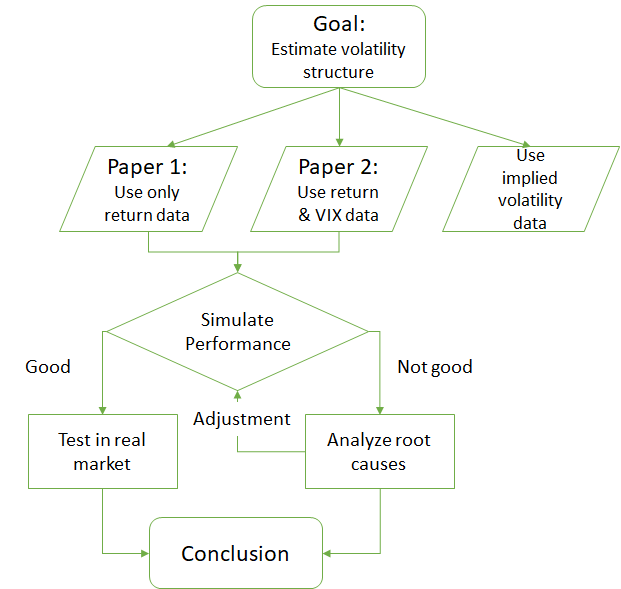 Goal:
Estimate volatility
structure
Paper 1:
Use only
return data
Paper 2:
Use return
& VIX data
Use
implied
volatility
data
Simulate
Performance
Good
Not good
Adjustment
Test in real
market
Analyze root
causes
Conclusion